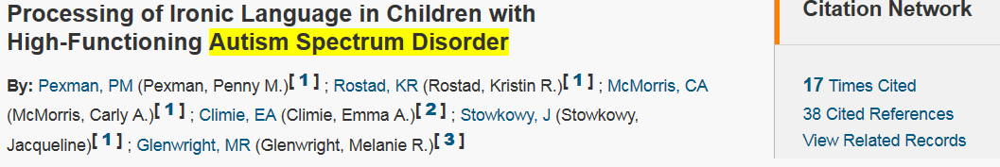 Processing of Ironic Language in Children with
High-Functioning Autism Spectrum Disorder
By: Pexman, PM (Pexman, Penny M.)[ 1 ] ; Rostad, KR (Rostad, Kristin R.)[ 1 ] ; McMorris, CA
(McMorris, Carly A.)[ 1 ] ; Climie, EA (Climie, Emma A.)[ 2 ] ; Stowkowy, J (Stowkowy,
Jacqueline)[ 1 ] ; Glenwright, MR (Glenwright, Melanie R.)[ 3 ]
Citation Network
17 Times Cited
38 Cited References
View Related Records